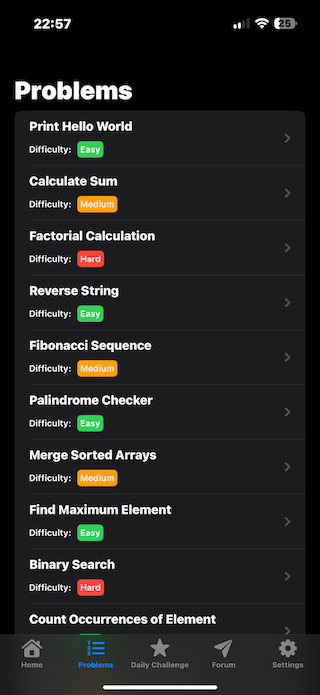 22:57
25
Problems
Print Hello World
Difficulty: Easy
Calculate Sum
Difficulty: Medium
Factorial Calculation
Difficulty: Hard
Reverse String
Difficulty: Easy
Fibonacci Sequence
Difficulty: Medium
Palindrome Checker
Difficulty: Easy
Merge Sorted Arrays
Difficulty: Medium
Find Maximum Element
Difficulty: Easy
Binary Search
Difficulty: Hard
Count Occurrences of Element
Home
Problems
Daily Challenge
Forum
Settings